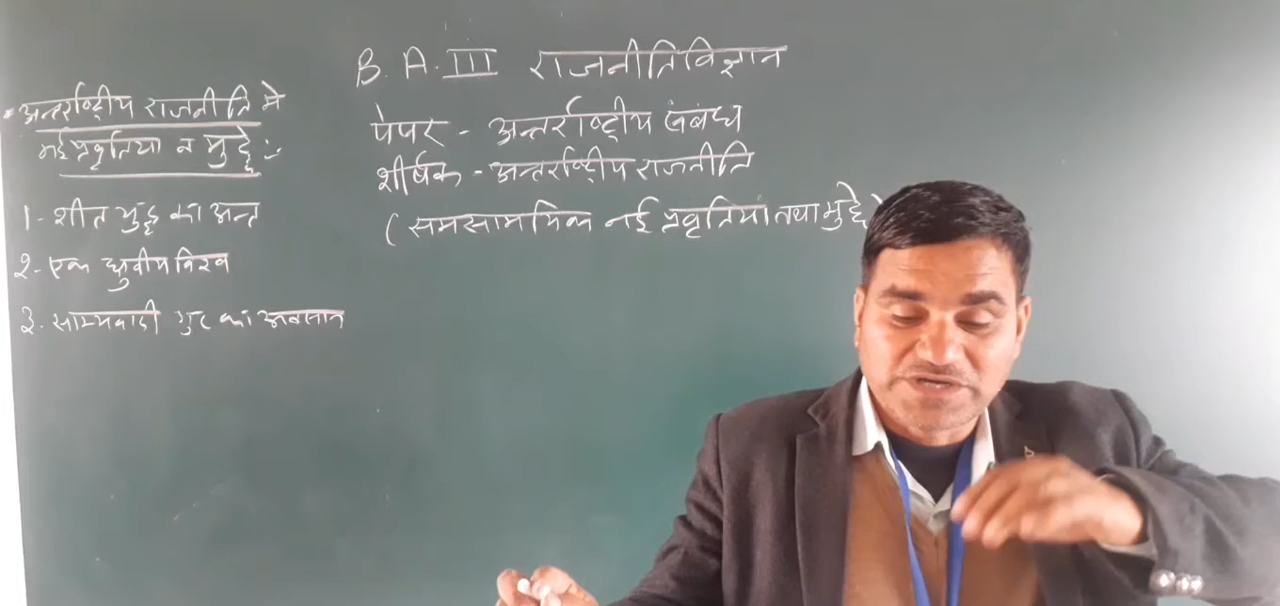 B. A. III राजनीतिविज्ञान
पेपर - अन्तर्राष्ट्रीय संबंध
शीर्षक - अन्तर्राष्ट्रीय राजनीति
(समसामयिक नई प्रवृतियां तथा मुद्दे)
अन्तर्राष्ट्रीय राजनीति मे
नई प्रवृतिया व मुद्दे :-
1- शीत युद्ध का अन्त
2- एक ध्रुवीय विश्व
3. साम्यवादी गुट का अवसान